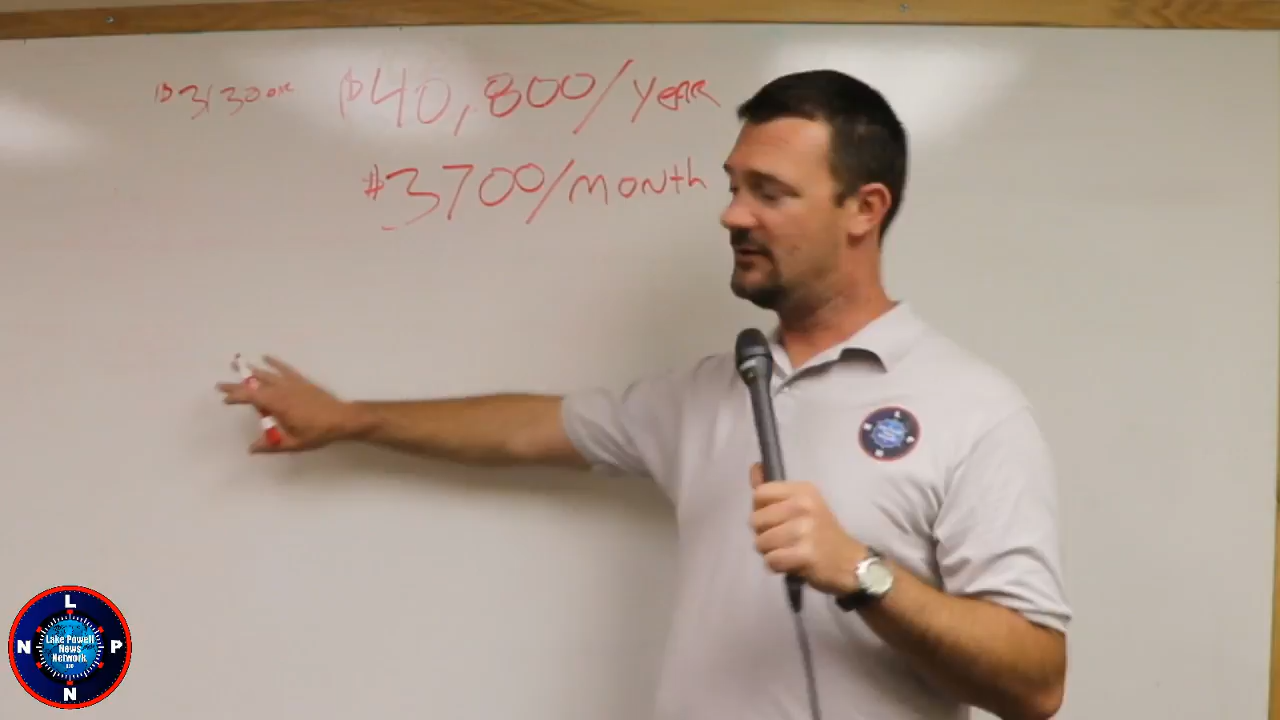 $40,800/year
$3700/month
L
N P
N
Lake Powell
News
Network
L
N P
N